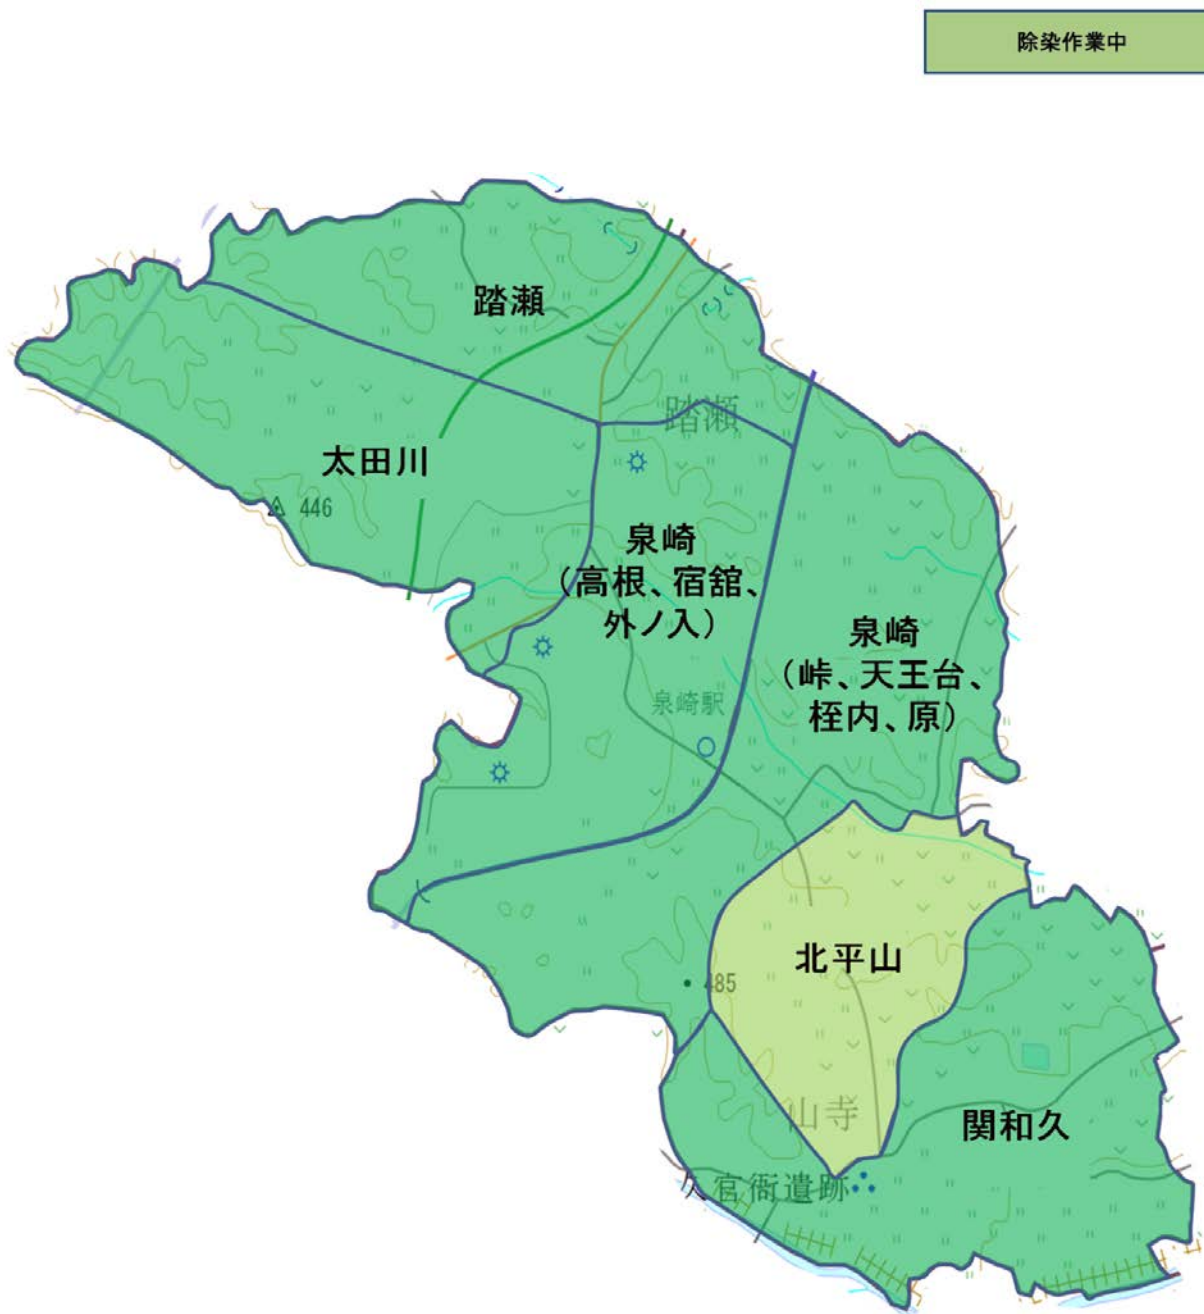 除染作業中
踏瀬
踏瀬
太田川
446
泉崎
(高根、宿舘、
外ノ入)
泉崎
(峠、天王台、
桎内、原)
泉崎駅
北平山
485
山寺
関和久
官衙遺跡